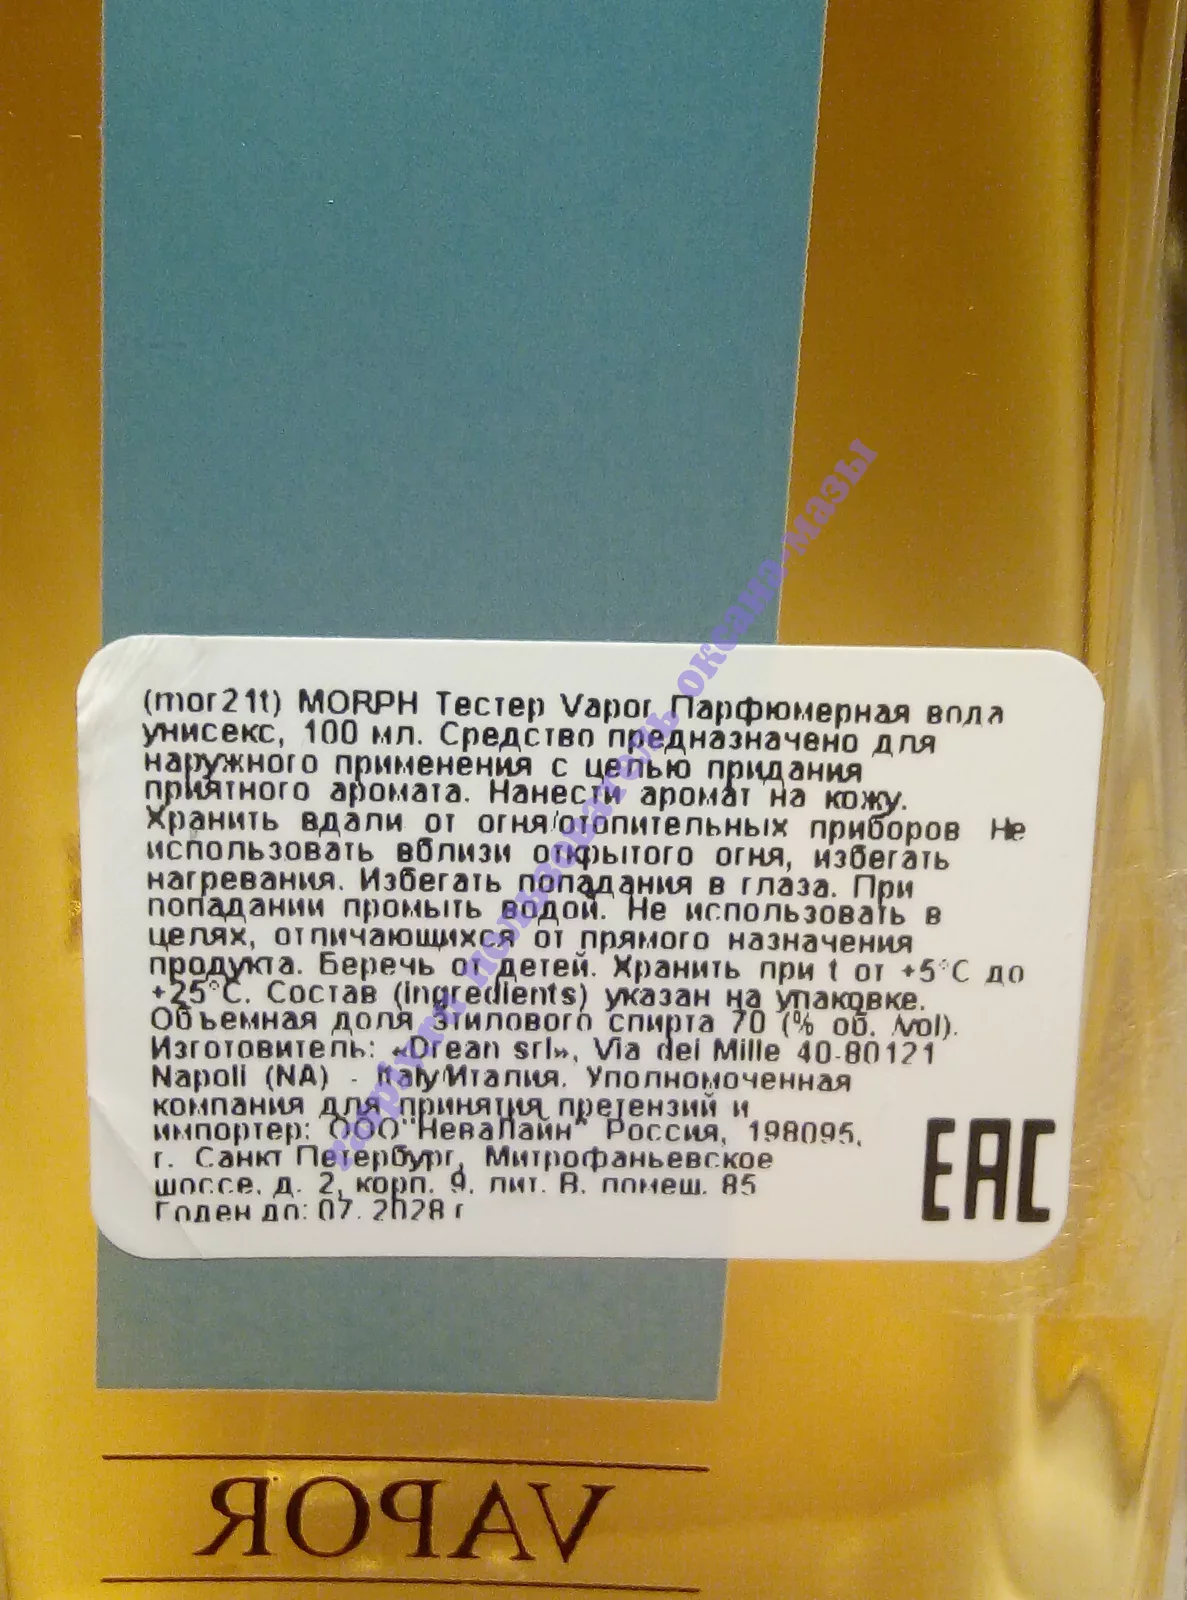 (mor21t) MORPH Тестер Vapor Парфюмерная вода
унисекс, 100 мл. Средство предназначено для
наружного применения с целью придания
приятного аромата. Нанести аромат на кожу.
Хранить вдали от огня/отопительных приборов Не
использовать вблизи открытого огня, избегать
нагревания. Избегать попадания в глаза. При
попадании промыть водой. Не использовать в
целях, отличающихся от прямого назначения
продукта. Беречь от детей. Хранить при t от +5°C до
+25°C. Состав (ingredients) указан на упаковке.
Объемная доля этилового спирта 70 (% об. /vol).
Изготовитель: «Drean srl», Via dei Mille 40-80121
Napoli (NA) - Italy/Италия. Уполномоченная
компания для принятия претензий и
импортер: ООО "НеваЛайн" Россия, 198095,
г. Санкт Петербург, Митрофаньевское
шоссе, д. 2, корп. 9, лит. В, помещ. 85
Годен до: 07. 2028 г
EAC
VAPOR
пользователь оксана-мазы